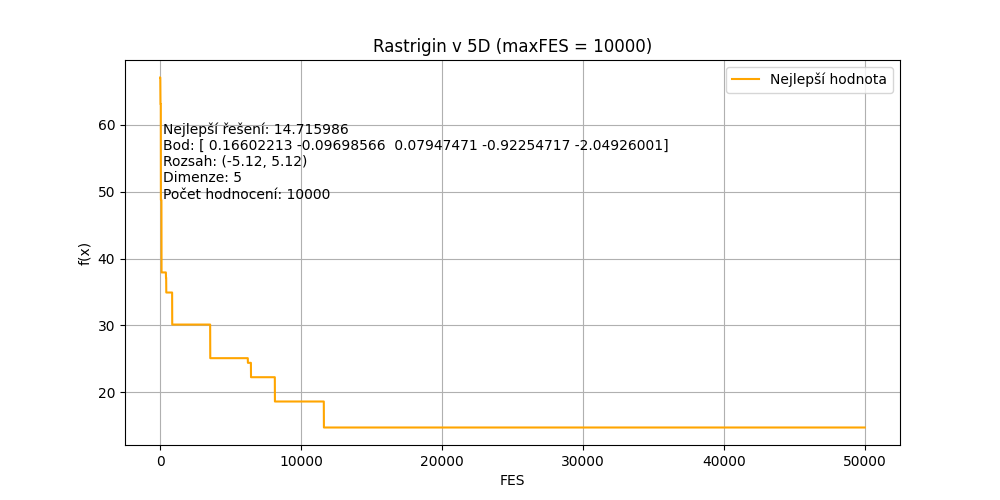 Rastrigin v 5D (maxFES = 10000)
Nejlepší hodnota
Nejlepší řešení: 14.715986
Bod: [ 0.16602213 -0.09698566  0.07947471 -0.92254717 -2.04926001]
Rozsah: (-5.12, 5.12)
Dimenze: 5
Počet hodnocení: 10000
f(x)
60
50
40
30
20
0
10000
20000
30000
40000
50000
FES